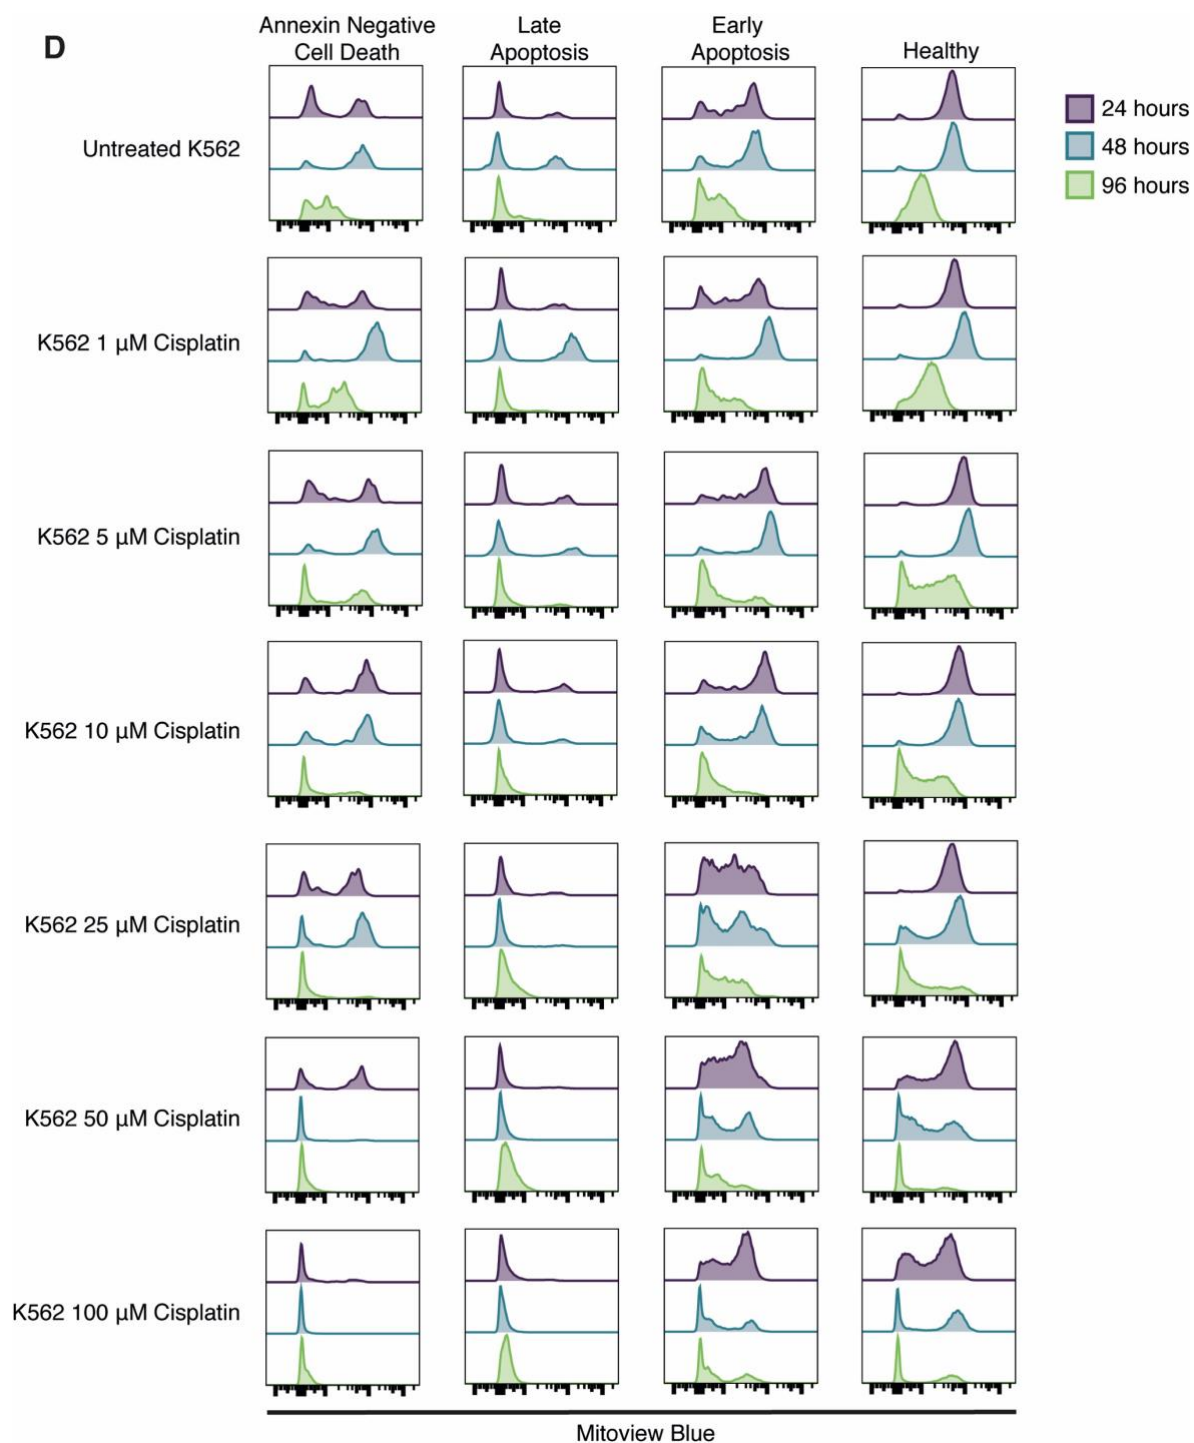 D
Annexin Negative
Cell Death
Late
Apoptosis
Early
Apoptosis
Healthy
24 hours
48 hours
96 hours
Untreated K562
K562 1 µM Cisplatin
K562 5 µM Cisplatin
K562 10 µM Cisplatin
K562 25 µM Cisplatin
K562 50 µM Cisplatin
K562 100 µM Cisplatin
Mitoview Blue